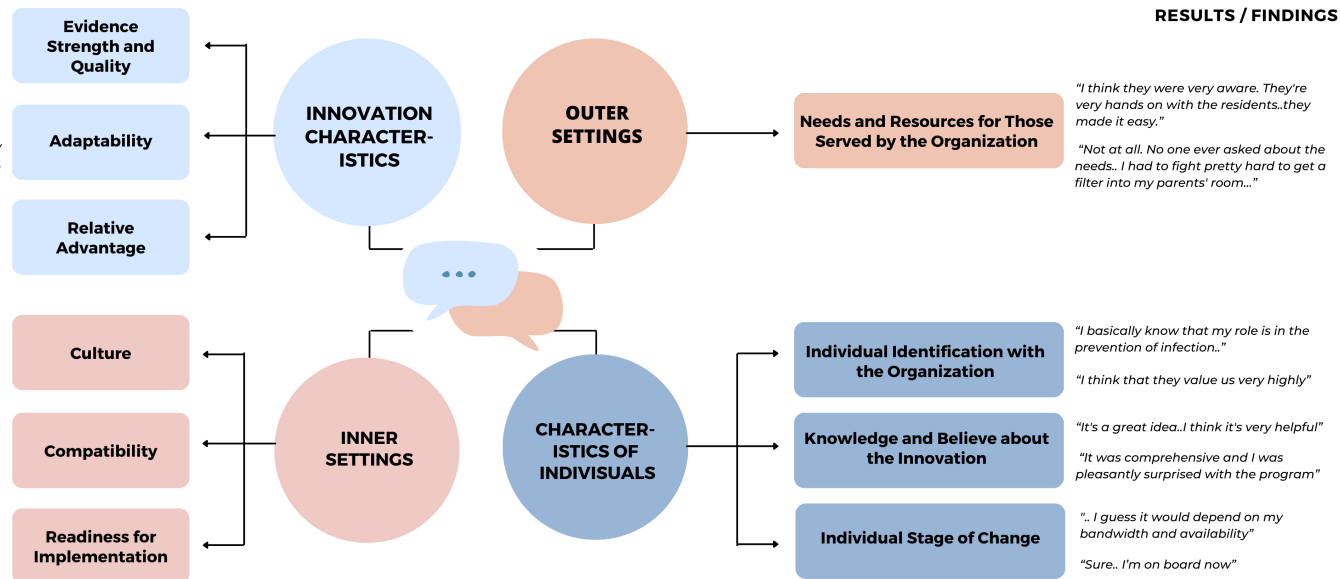 RESULTS / FINDINGS
Evidence
Strength and
Quality
Adaptability
Relative
Advantage
INNOVATION
CHARACTER-
ISTICS
OUTER
SETTINGS
Needs and Resources for Those
Served by the Organization
“I think they were very aware. They're
very hands on with the residents..they
made it easy.”
“Not at all. No one ever asked about the
needs.. I had to fight pretty hard to get a
filter into my parents' room...”
Culture
Compatibility
Readiness for
Implementation
INNER
SETTINGS
CHARACTER-
ISTICS OF
INDIVISUALS
Individual Identification with
the Organization
“I basically know that my role is in the
prevention of infection..”
“I think that they value us very highly”
Knowledge and Believe about
the Innovation
“It's a great idea..I think it's very helpful”
“It was comprehensive and I was
pleasantly surprised with the program”
Individual Stage of Change
".. I guess it would depend on my
bandwidth and availability”
“Sure.. I’m on board now”